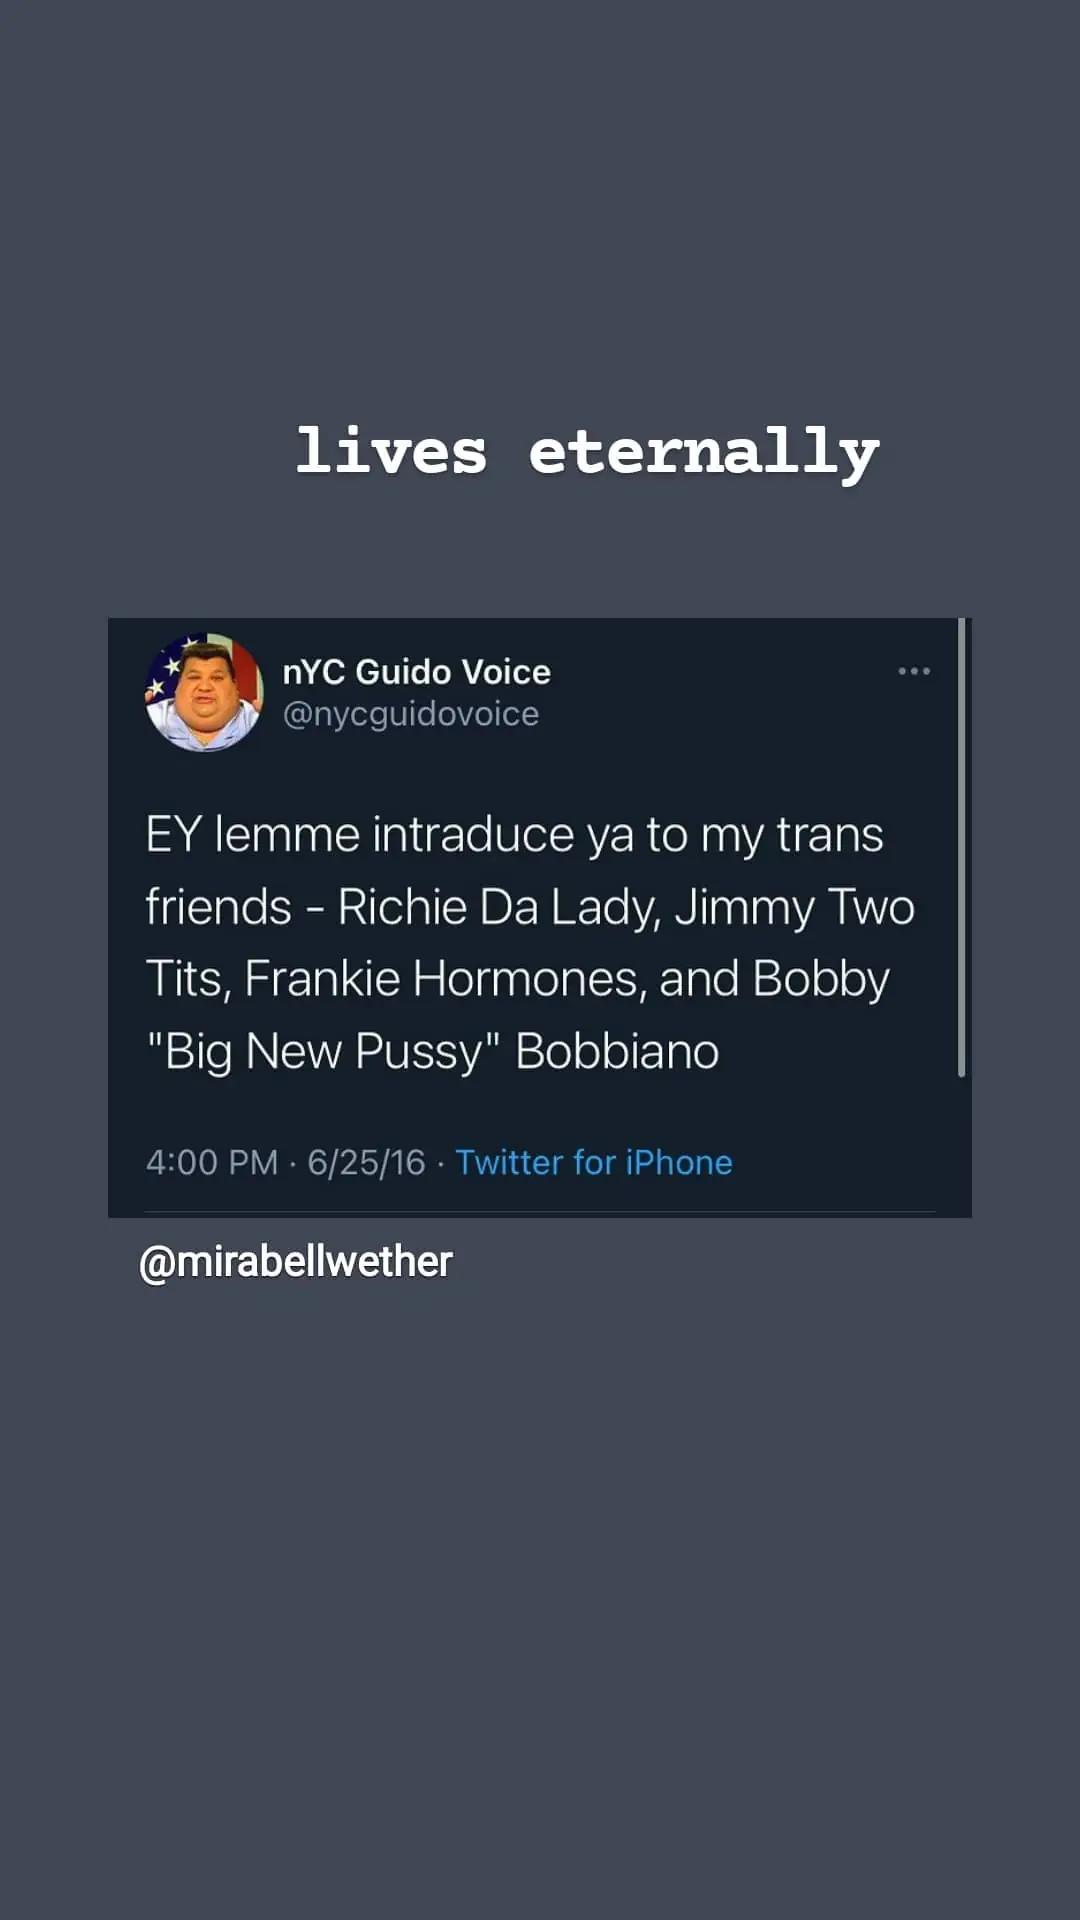 lives eternally
nYC Guido Voice
@nycguidovoice
EY lemme intraduce ya to my trans
friends - Richie Da Lady, Jimmy Two
Tits, Frankie Hormones, and Bobby
"Big New Pussy" Bobbiano
4:00 PM · 6/25/16 · Twitter for iPhone
@mirabellwether